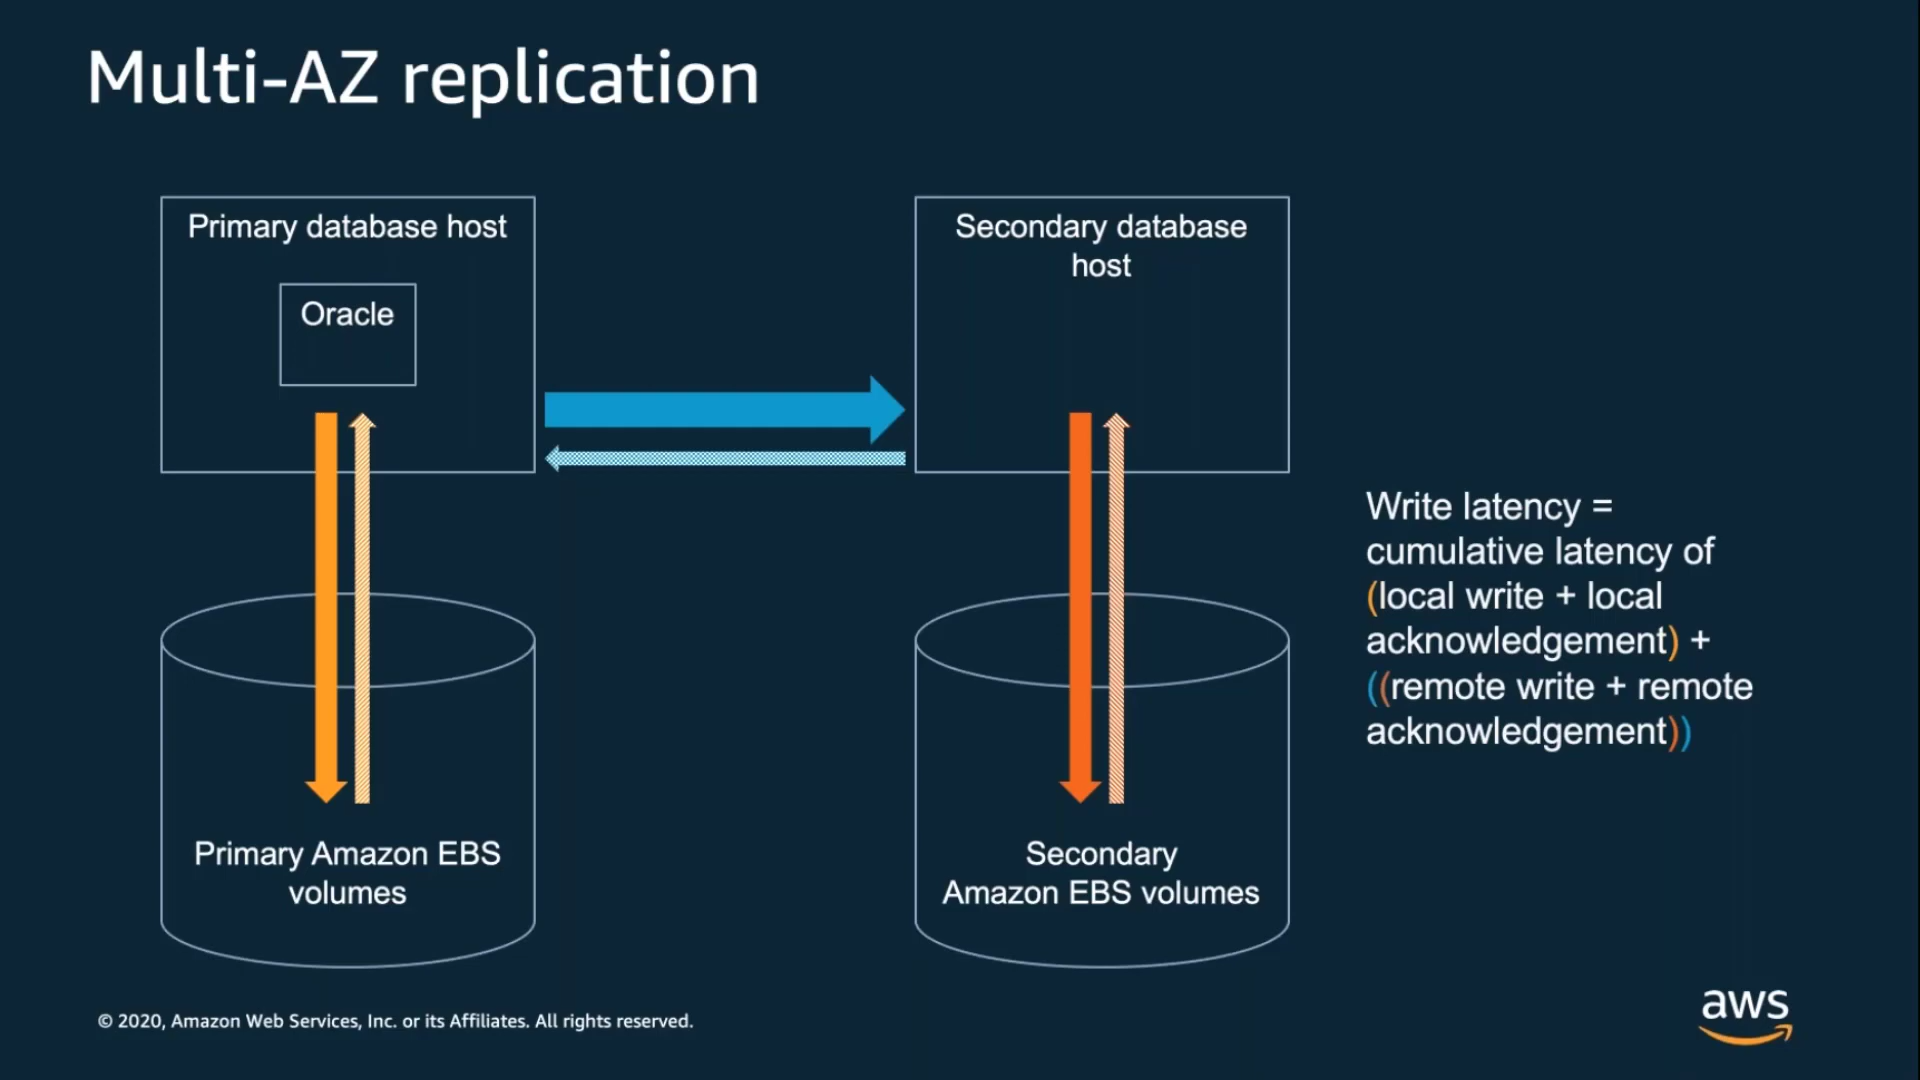 Multi-AZ replication
Primary database host
Oracle
Secondary database
host
Write latency =
cumulative latency of
(local write + local
acknowledgement) +
((remote write + remote
acknowledgement))
Primary Amazon EBS
volumes
Secondary
Amazon EBS volumes
© 2020, Amazon Web Services, Inc. or its Affiliates. All rights reserved.
aws